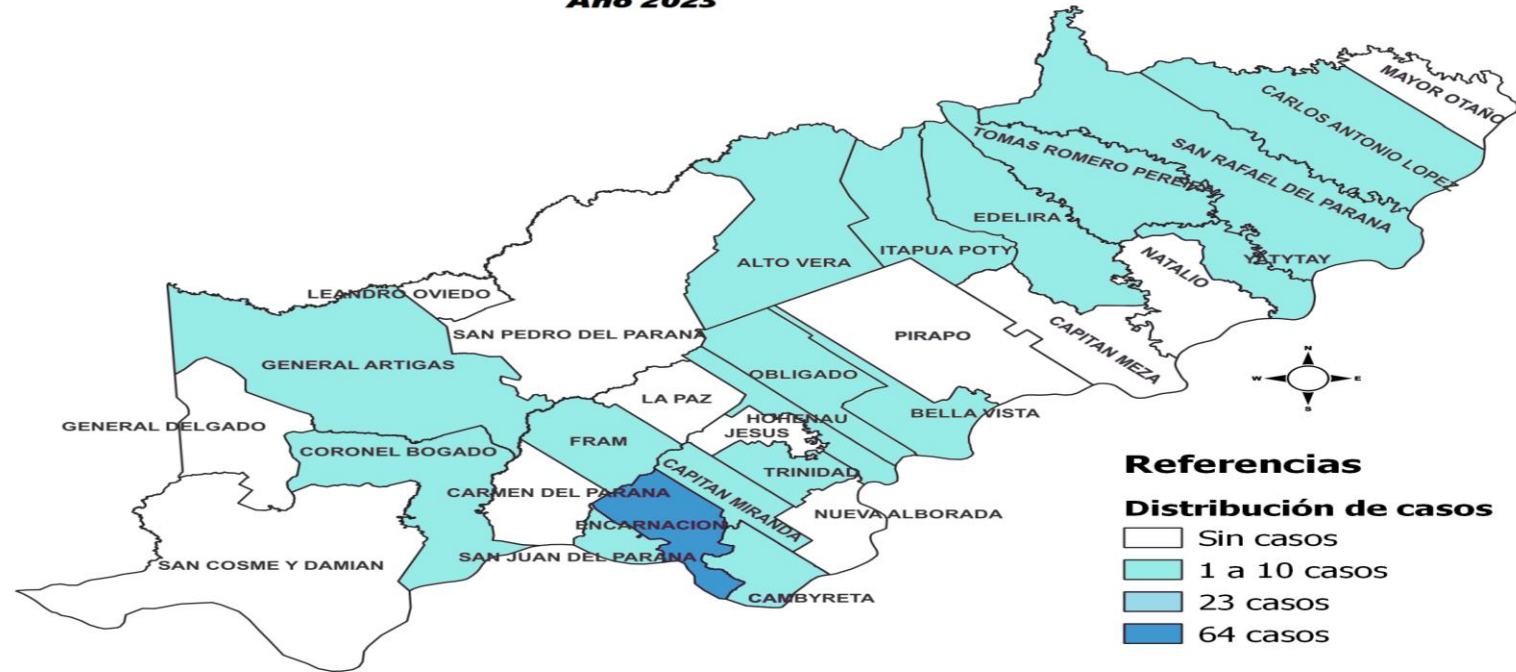 Año 2023
MAYOR OTAÑO
CARLOS ANTONIO LOPEZ
SAN RAFAEL DEL PARANA
TOMAS ROMERO PEREIRA
EDELIRA
ITAPUA POTY
ALTO VERA
YATYTAY
NATALIO
CAPITAN MEZA
PIRAPO
LEANDRO OVIEDO
SAN PEDRO DEL PARANA
GENERAL ARTIGAS
OBLIGADO
LA PAZ
BELLA VISTA
HOHENAU
JESUS
GENERAL DELGADO
FRAM
CORONEL BOGADO
TRINIDAD
CAPITAN MIRANDA
CARMEN DEL PARANA
NUEVA ALBORADA
ENCARNACION
SAN JUAN DEL PARANA
SAN COSME Y DAMIAN
CAMBYRETA
N
W E
S
Referencias
Distribución de casos
Sin casos
1 a 10 casos
23 casos
64 casos